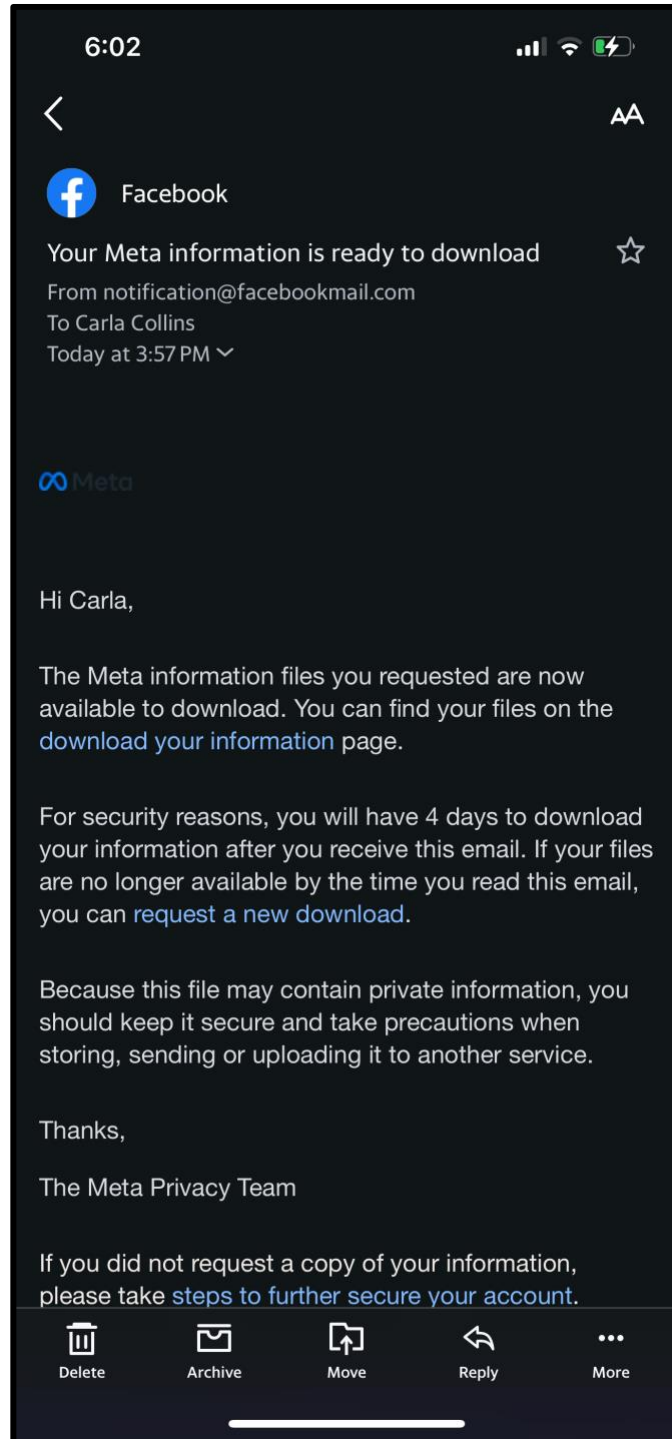 6:02
AA
Facebook
Your Meta information is ready to download
From notification@facebookmail.com
To Carla Collins
Today at 3:57 PM
Meta
Hi Carla,
The Meta information files you requested are now
available to download. You can find your files on the
download your information page.
For security reasons, you will have 4 days to download
your information after you receive this email. If your files
are no longer available by the time you read this email,
you can request a new download.
Because this file may contain private information, you
should keep it secure and take precautions when
storing, sending or uploading it to another service.
Thanks,
The Meta Privacy Team
If you did not request a copy of your information,
please take steps to further secure your account.
Delete Archive Move Reply More